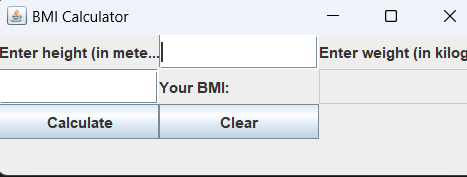 BMI Calculator
Enter height (in mete... Enter weight (in kilog
Your BMI:
Calculate Clear